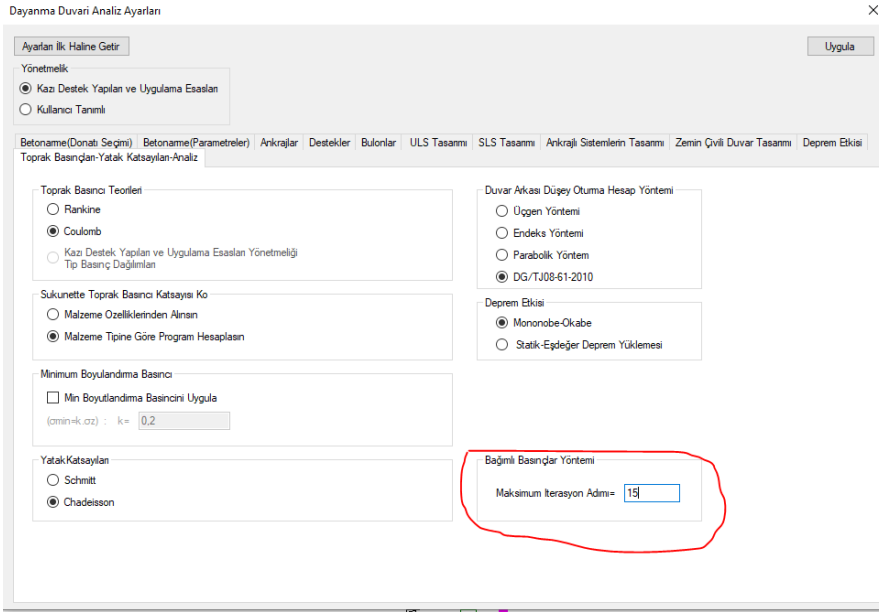 Dayanma Duvari Analiz Ayarları
Ayarları İlk Haline Getir
Uygula
Yönetmelik
Kazı Destek Yapıları ve Uygulama Esasları
Kullanıcı Tanımlı
Betonarme(Donatı Seçimi) Betonarme(Parametreler) Ankrajlar Destekler Bulonlar ULS Tasarımı SLS Tasarımı Ankrajlı Sistemlerin Tasarımı Zemin Çivili Duvar Tasarımı Deprem Etkisi
Toprak Basınçları-Yatak Katsayıları-Analiz
Toprak Basıncı Teorileri
Rankine
Coulomb
Kazı Destek Yapıları ve Uygulama Esasları Yönetmeliği
Tip Basınç Dağılımları
Sukunette Toprak Basıncı Katsayısı Ko
Malzeme Özelliklerinden Alınsın
Malzeme Tipine Göre Program Hesaplasın
Minimum Boyulandırma Basıncı
Min Boyutlandırma Basincini Uygula
(σmin=k.σz) : k= 0,2
Yatak Katsayıları
Schmitt
Chadeisson
Duvar Arkası Düşey Oturma Hesap Yöntemi
Üçgen Yöntemi
Endeks Yöntemi
Parabolik Yöntem
DG/TJ08-61-2010
Deprem Etkisi
Mononobe-Okabe
Statik-Eşdeğer Deprem Yüklemesi
Bağımlı Basınçlar Yöntemi
Maksimum Iterasyon Adımı= 15